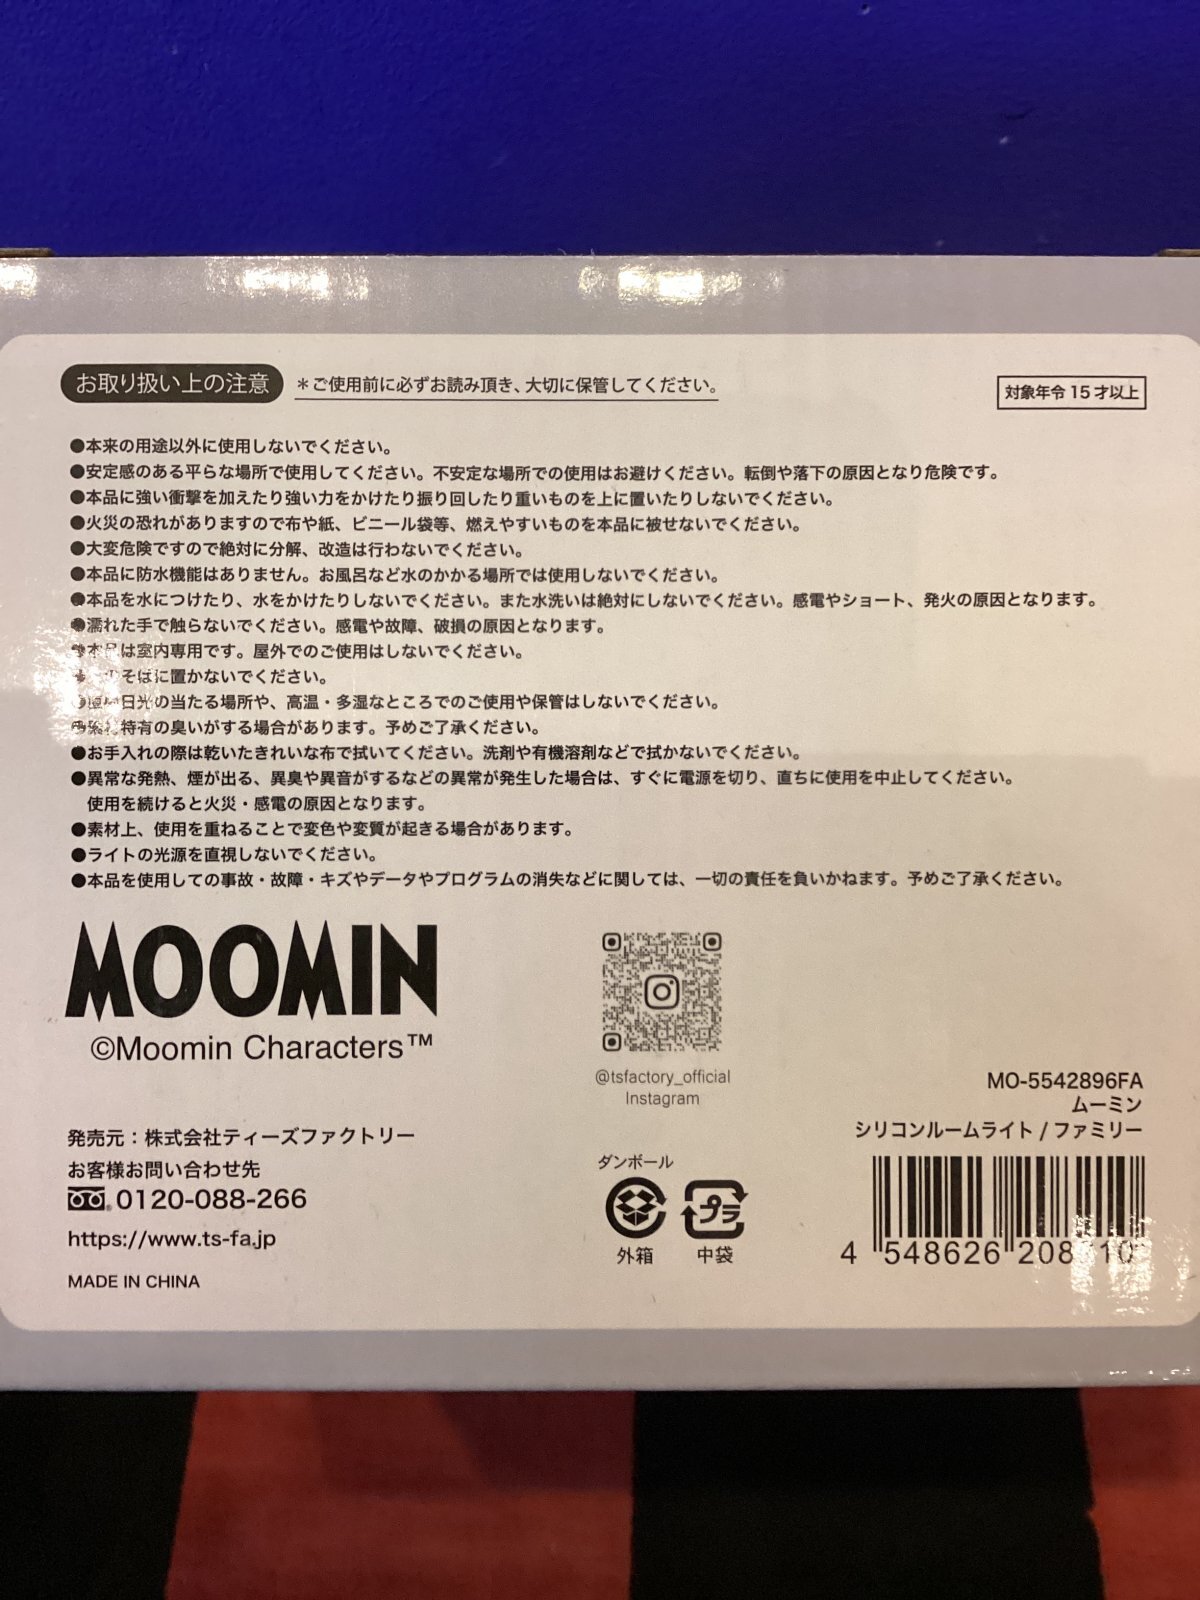 お取り扱い上の注意 ＊ご使用前に必ずお読み頂き、大切に保管してください。
対象年令 15 才以上
●本来の用途以外に使用しないでください。
●安定感のある平らな場所で使用してください。不安定な場所での使用はお避けください。転倒や落下の原因となり危険です。
●本品に強い衝撃を加えたり強い力をかけたり振り回したり重いものを上に置いたりしないでください。
●火災の恐れがありますので布や紙、ビニール袋等、燃えやすいものを本品に被せないでください。
●大変危険ですので絶対に分解、改造は行わないでください。
●本品に防水機能はありません。お風呂など水のかかる場所では使用しないでください。
●本品を水につけたり、水をかけたりしないでください。また水洗いは絶対にしないでください。感電やショート、発火の原因となります。
●濡れた手で触らないでください。感電や故障、破損の原因となります。
●本品は室内専用です。屋外でのご使用はしないでください。
●のそばに置かないでください。
●直射日光の当たる場所や、高温・多湿なところでのご使用や保管はしないでください。
●素材特有の臭いがする場合があります。予めご了承ください。
●お手入れの際は乾いたきれいな布で拭いてください。洗剤や有機溶剤などで拭かないでください。
●異常な発熱、煙が出る、異臭や異音がするなどの異常が発生した場合は、すぐに電源を切り、直ちに使用を中止してください。
使用を続けると火災・感電の原因となります。
●素材上、使用を重ねることで変色や変質が起きる場合があります。
●ライトの光源を直視しないでください。
●本品を使用しての事故・故障・キズやデータやプログラムの消失などに関しては、一切の責任を負いかねます。予めご了承ください。
MOOMIN
©Moomin Characters™
@tsfactory_official
Instagram
発売元：株式会社ティーズファクトリー
お客様お問い合わせ先
0120-088-266
https://www.ts-fa.jp
MADE IN CHINA
ダンボール
外箱
プラ
中袋
MO-5542896FA
ムーミン
シリコンルームライト / ファミリー
4 548626 208 10